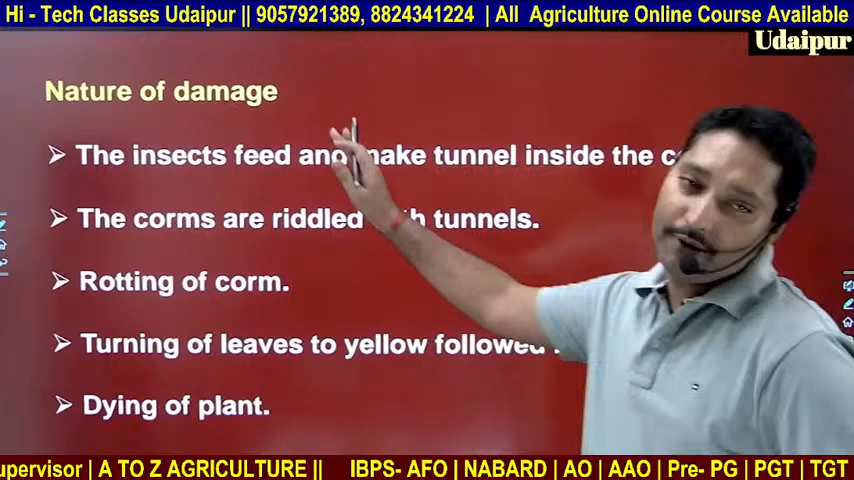 Hi - Tech Classes Udaipur || 9057921389, 8824341224 | All Agriculture Online Course Available
Udaipur
Nature of damage
➢ The insects feed and make tunnel inside the
➢ The corms are riddled with tunnels.
➢ Rotting of corm.
➢ Turning of leaves to yellow followed
➢ Dying of plant.
upervisor | A TO Z AGRICULTURE || IBPS- AFO | NABARD | AO | AAO | Pre- PG | PGT | TGT